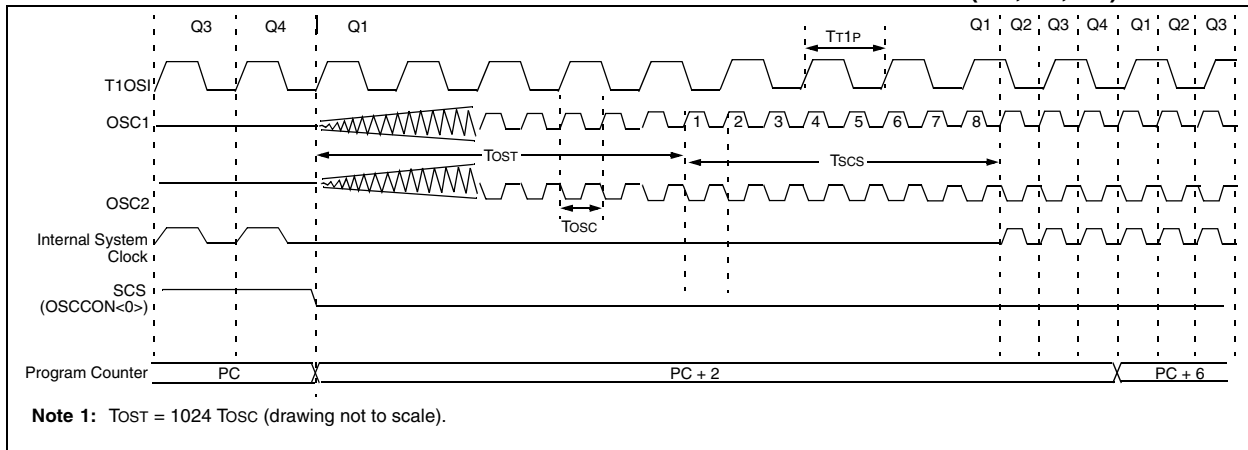 Q3 Q4 Q1 Q1 Q2 Q3 Q4 Q1 Q2 Q3
TT1P
T1OSI
OSC1
1 2 3 4 5 6 7 8
TOST
TSCS
OSC2
TOSC
Internal System
Clock
SCS
(OSCCON<0>)
Program Counter PC PC + 2 PC + 6
Note 1: TOST = 1024 TOSC (drawing not to scale).